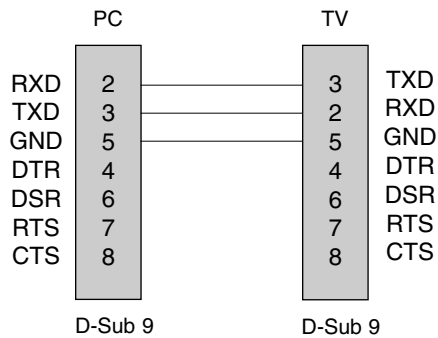 PC TV
RXD 2 3 TXD
TXD 3 2 RXD
GND 5 5 GND
DTR 4 4 DTR
DSR 6 6 DSR
RTS 7 7 RTS
CTS 8 8 CTS
D-Sub 9 D-Sub 9